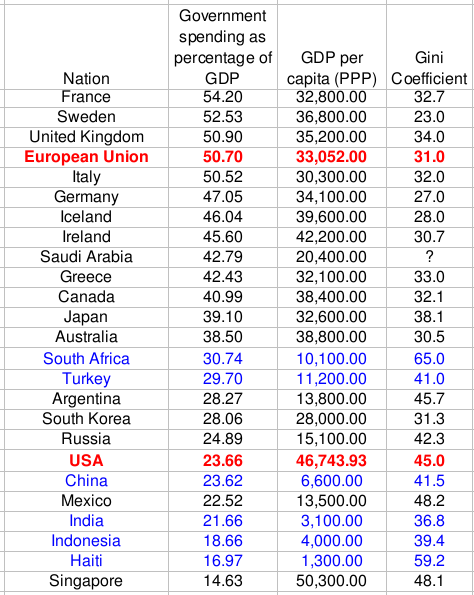 Government
spending as
percentage of GDP per Gini
Nation GDP capita (PPP) Coefficient
France 54.20 32,800.00 32.7
Sweden 52.53 36,800.00 23.0
United Kingdom 50.90 35,200.00 34.0
European Union 50.70 33,052.00 31.0
Italy 50.52 30,300.00 32.0
Germany 47.05 34,100.00 27.0
Iceland 46.04 39,600.00 28.0
Ireland 45.60 42,200.00 30.7
Saudi Arabia 42.79 20,400.00 ?
Greece 42.43 32,100.00 33.0
Canada 40.99 38,400.00 32.1
Japan 39.10 32,600.00 38.1
Australia 38.50 38,800.00 30.5
South Africa 30.74 10,100.00 65.0
Turkey 29.70 11,200.00 41.0
Argentina 28.27 13,800.00 45.7
South Korea 28.06 28,000.00 31.3
Russia 24.89 15,100.00 42.3
USA 23.66 46,743.93 45.0
China 23.62 6,600.00 41.5
Mexico 22.52 13,500.00 48.2
India 21.66 3,100.00 36.8
Indonesia 18.66 4,000.00 39.4
Haiti 16.97 1,300.00 59.2
Singapore 14.63 50,300.00 48.1